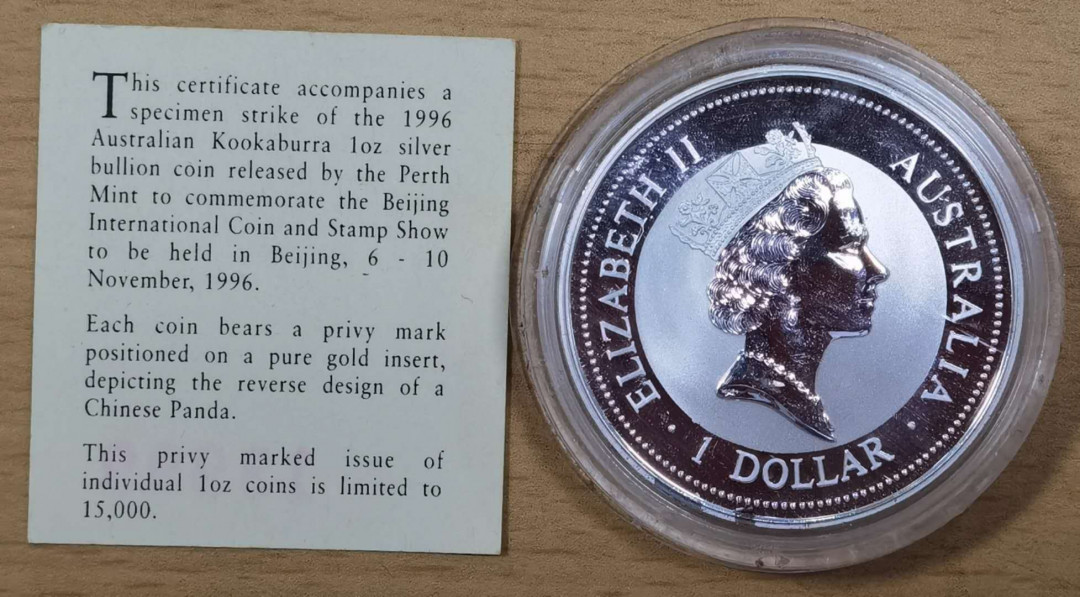 This certificate accompanies a
specimen strike of the 1996
Australian Kookaburra 1oz silver
bullion coin released by the Perth
Mint to commemorate the Beijing
International Coin and Stamp Show
to be held in Beijing, 6 - 10
November, 1996.
Each coin bears a privy mark
positioned on a pure gold insert,
depicting the reverse design of a
Chinese Panda.
This privy marked issue of
individual 1oz coins is limited to
15,000.
ELIZABETH II
AUSTRALIA
· 1 DOLLAR ·